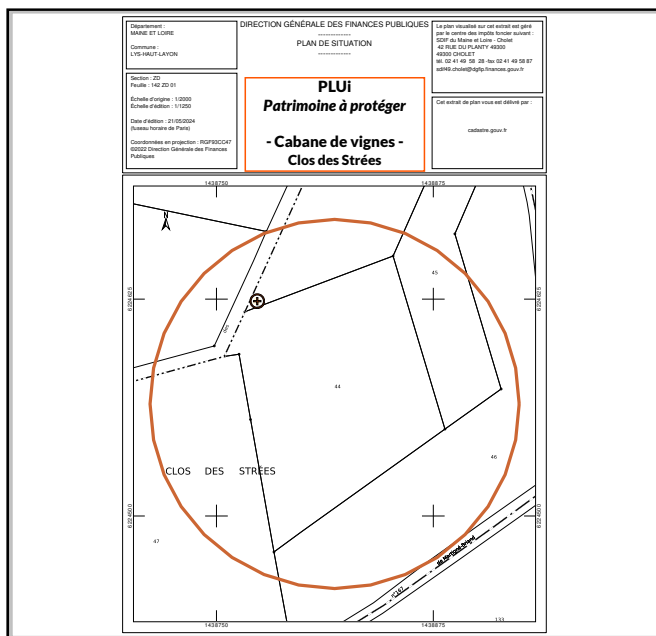 Département :
MAINE ET LOIRE
Commune :
LYS-HAUT-LAYON
Section : ZD
Feuille : 142 ZD 01
Échelle d'origine : 1/2000
Échelle d'édition : 1/1250
Date d'édition : 21/05/2024
(fuseau horaire de Paris)
Coordonnées en projection : RGF93CC47
©2022 Direction Générale des Finances
Publiques
DIRECTION GÉNÉRALE DES FINANCES PUBLIQUES
-------------
PLAN DE SITUATION
-------------
PLUi
Patrimoine à protéger
- Cabane de vignes -
Clos des Strées
Le plan visualisé sur cet extrait est géré
par le centre des impôts foncier suivant :
SDIF du Maine et Loire - Cholet
42 RUE DU PLANTY 49300
49300 CHOLET
tél. 02 41 49 58 28 -fax 02 41 49 58 87
sdif49.cholet@dgfip.finances.gouv.fr
Cet extrait de plan vous est délivré par :
cadastre.gouv.fr
1438750
1438875
N
45
6224625
6224625
des
44
46
CLOS DES STRÉES
6224500
6224500
47
133
1438750
1438875